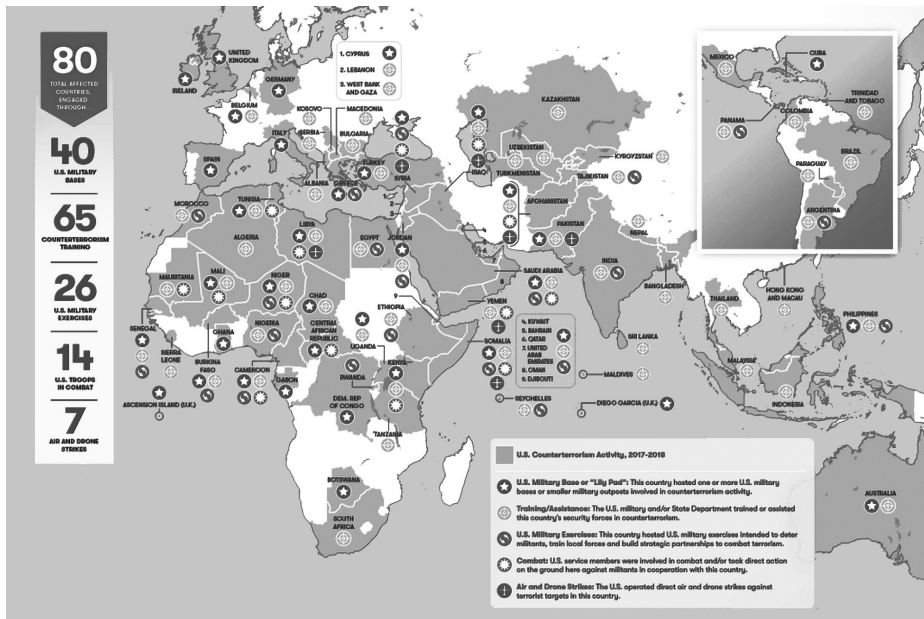 80
TOTAL AFFECTED
COUNTRIES,
ENGAGED
THROUGH...
40
U.S. MILITARY
BASES
65
COUNTERTERRORISM
TRAINING
26
U.S. MILITARY
EXERCISES
14
U.S. TROOPS
IN COMBAT
7
AIR AND DRONE
STRIKES
UNITED
KINGDOM
IRELAND
GERMANY
BELGIUM
1. CYPRUS
2. LEBANON
3. WEST BANK
AND GAZA
KOSOVO
MACEDONIA
SERBIA
BULGARIA
ITALY
SPAIN
ALBANIA
GREECE
TURKEY
SYRIA
IRAQ
KAZAKHSTAN
UZBEKISTAN
KYRGYZSTAN
TURKMENISTAN
TAJIKISTAN
AFGHANISTAN
PAKISTAN
NEPAL
INDIA
BANGLADESH
MOROCCO
TUNISIA
ALGERIA
LIBYA
EGYPT
JORDAN
1
2
3
4
5
6
7
8
9
SAUDI ARABIA
YEMEN
MAURITANIA
MALI
NIGER
CHAD
ETHIOPIA
SENEGAL
SIERRA
LEONE
BURKINA
FASO
GHANA
NIGERIA
CAMEROON
GABON
CENTRAL
AFRICAN
REPUBLIC
UGANDA
KENYA
SOMALIA
RWANDA
DEM. REP
OF CONGO
TANZANIA
ASCENSION ISLAND (U.K.)
BOTSWANA
SOUTH
AFRICA
4. KUWAIT
5. BAHRAIN
6. QATAR
7. UNITED
ARAB
EMIRATES
8. OMAN
9. DJIBOUTI
SEYCHELLES
SRI LANKA
MALDIVES
DIEGO GARCIA (U.K.)
THAILAND
HONG KONG
AND MACAU
PHILIPPINES
MALAYSIA
INDONESIA
AUSTRALIA
MEXICO
CUBA
TRINIDAD
AND TOBAGO
PANAMA
COLOMBIA
BRAZIL
PARAGUAY
ARGENTINA
U.S. Counterterrorism Activity, 2017-2018
U.S. Military Base or "Lily Pad": This country hosted one or more U.S. military
bases or smaller military outposts involved in counterterrorism activity.
Training/Assistance: The U.S. military and/or State Department trained or assisted
this country's security forces in counterterrorism.
U.S. Military Exercises: This country hosted U.S. military exercises intended to deter
militants, train local forces and build strategic partnerships to combat terrorism.
Combat: U.S. service members were involved in combat and/or took direct action
on the ground here against militants in cooperation with this country.
Air and Drone Strikes: The U.S. operated direct air and drone strikes against
terrorist targets in this country.